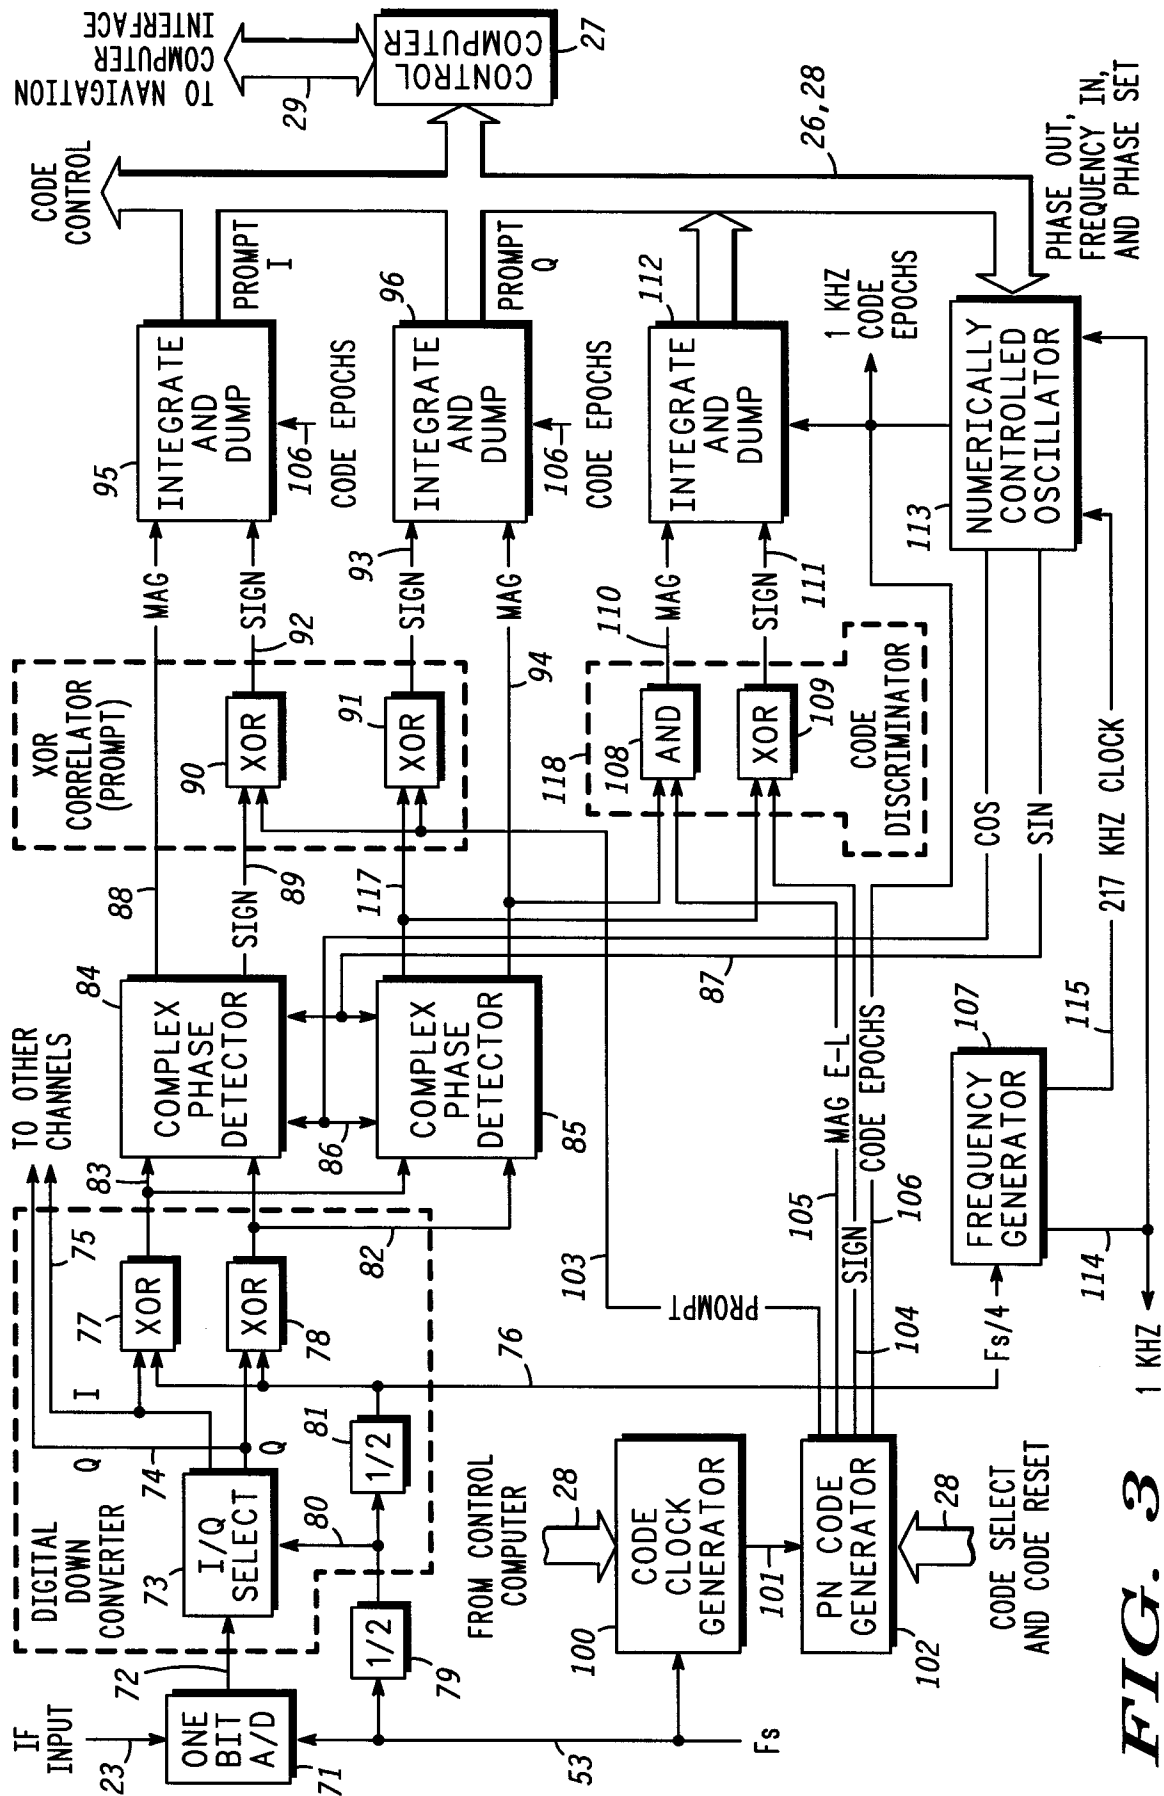 IF
INPUT
23
ONE
BIT
A/D
71
72
DIGITAL
DOWN
CONVERTER
73
I/Q
SELECT
Q
74
I
75
TO OTHER
CHANNELS
Q
80
1/2
79
1/2
81
77
XOR
XOR
78
76
83
82
84
COMPLEX
PHASE
DETECTOR
86
COMPLEX
PHASE
DETECTOR
85
88
SIGN
89
117
XOR
CORRELATOR
(PROMPT)
90
XOR
91
XOR
MAG
SIGN
92
93
SIGN
MAG
94
95
INTEGRATE
AND
DUMP
106
CODE EPOCHS
PROMPT
I
96
INTEGRATE
AND
DUMP
106
CODE EPOCHS
PROMPT
Q
CODE
CONTROL
TO NAVIGATION
COMPUTER
INTERFACE
29
CONTROL
COMPUTER
27
26,28
118
108
AND
XOR
109
CODE
DISCRIMINATOR
110
MAG
SIGN
111
112
INTEGRATE
AND
DUMP
1 KHZ
CODE
EPOCHS
53
Fs
FROM CONTROL
COMPUTER
28
100
CODE
CLOCK
GENERATOR
101
PN CODE
GENERATOR
102
28
CODE SELECT
AND CODE RESET
PROMPT
103
105
MAG E-L
SIGN
104
CODE EPOCHS
106
87
COS
SIN
113
NUMERICALLY
CONTROLLED
OSCILLATOR
PHASE OUT,
FREQUENCY IN,
AND PHASE SET
Fs/4
FREQUENCY
GENERATOR
107
114
115
217 KHZ CLOCK
1 KHZ
FIG. 3